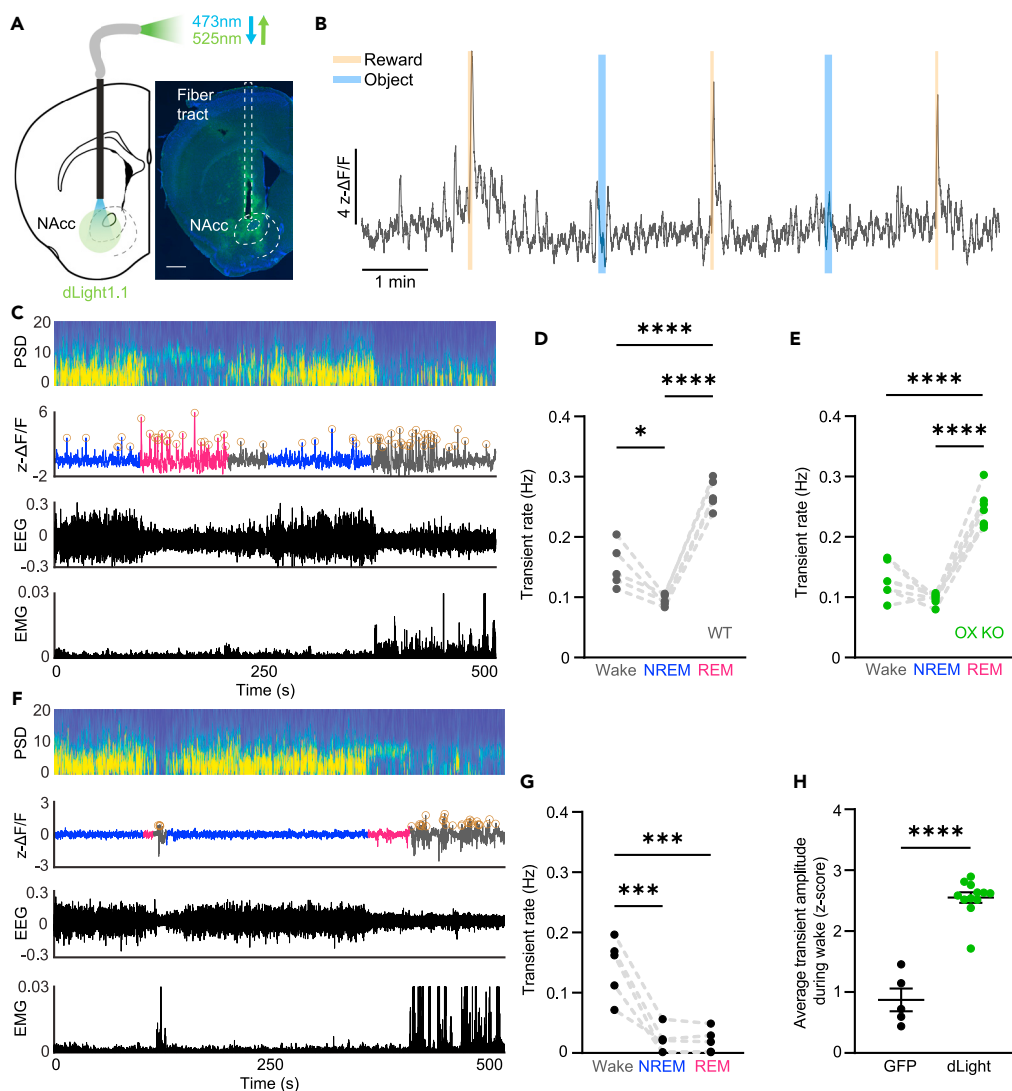 A
473nm
525nm
Fiber
tract
NAcc
NAcc
dLight1.1
B
Reward
Object
4 z-ΔF/F
1 min
C
20
10
0
PSD
6
-2
z-ΔF/F
0.3
-0.3
EEG
0.03
0
EMG
0 250 500
Time (s)
D
****
****
*
0.4
0.3
0.2
0.1
0
Transient rate (Hz)
WT
Wake NREM REM
E
****
****
0.4
0.3
0.2
0.1
0
Transient rate (Hz)
OX KO
Wake NREM REM
F
20
10
0
PSD
3
-3
z-ΔF/F
0.3
-0.3
EEG
0.03
0
EMG
0 250 500
Time (s)
G
0.4
0.3
0.2
0.1
0
Transient rate (Hz)
***
***
Wake NREM REM
H
4
3
2
1
0
Average transient amplitude
during wake (z-score)
****
GFP dLight